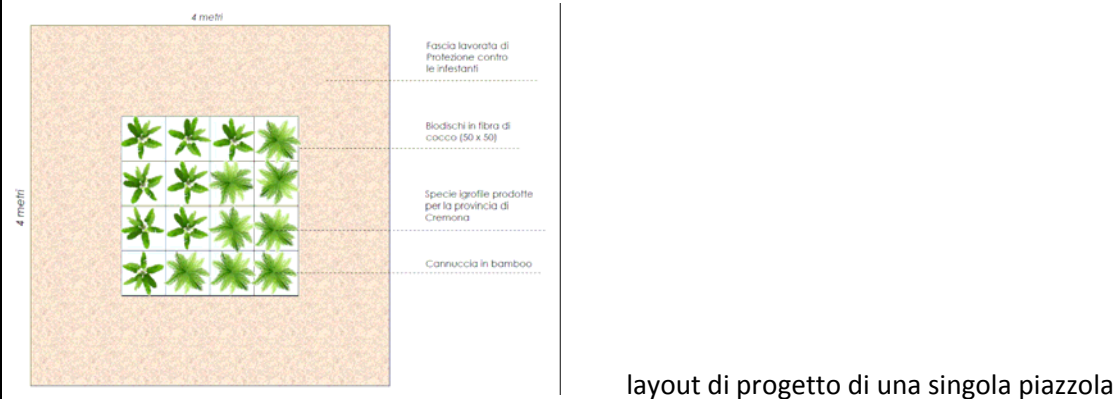 4 metri
Fascia lavorata di
Protezione contro
le infestanti
Biodischi in fibra di
cocco (50 x 50)
4 metri
Specie igrofile prodotte
per la provincia di
Cremona
Cannuccia in bamboo
layout di progetto di una singola piazzola